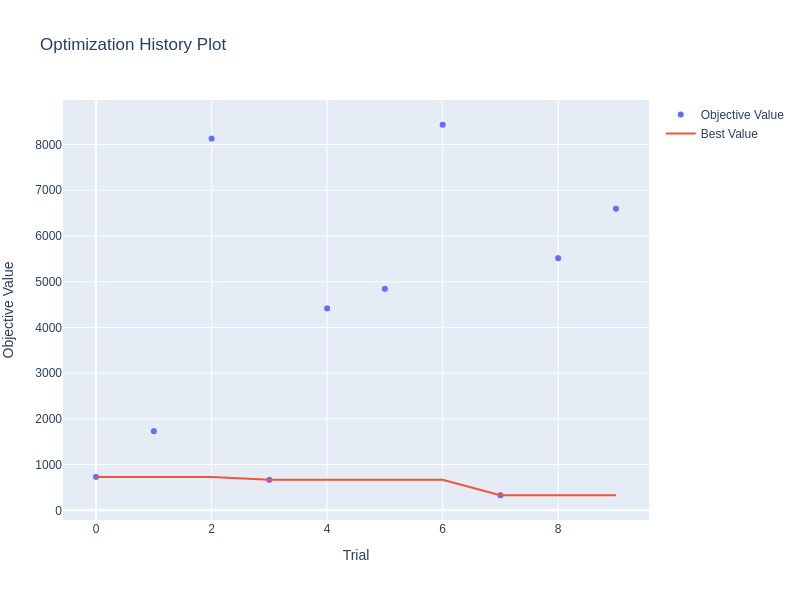 Optimization History Plot
Objective Value
Best Value
8000
7000
6000
5000
4000
3000
2000
1000
0
Objective Value
0
2
4
6
8
Trial